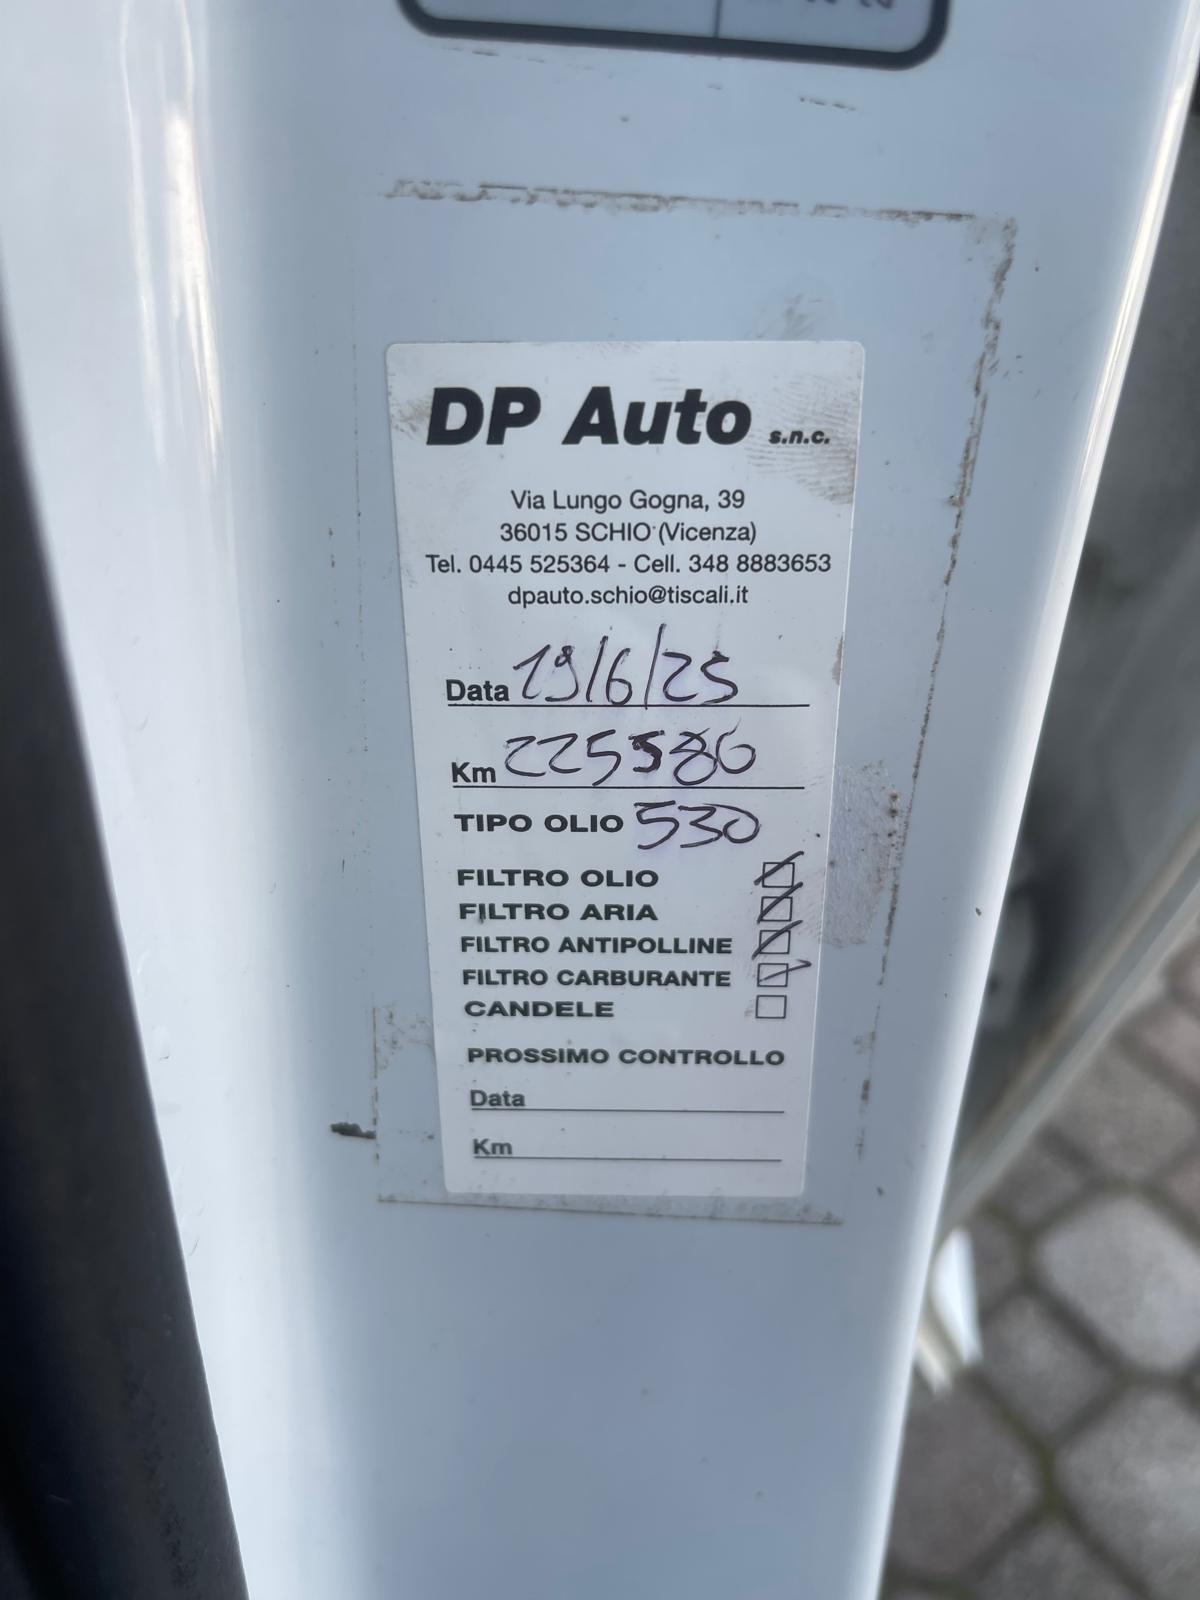 DP Auto s.n.c.
Via Lungo Gogna, 39
36015 SCHIO (Vicenza)
Tel. 0445 525364 - Cell. 348 8883653
dpauto.schio@tiscali.it
Data 19/6/25
Km 225586
TIPO OLIO 530
FILTRO OLIO
FILTRO ARIA
FILTRO ANTIPOLLINE
FILTRO CARBURANTE
CANDELE
PROSSIMO CONTROLLO
Data
Km